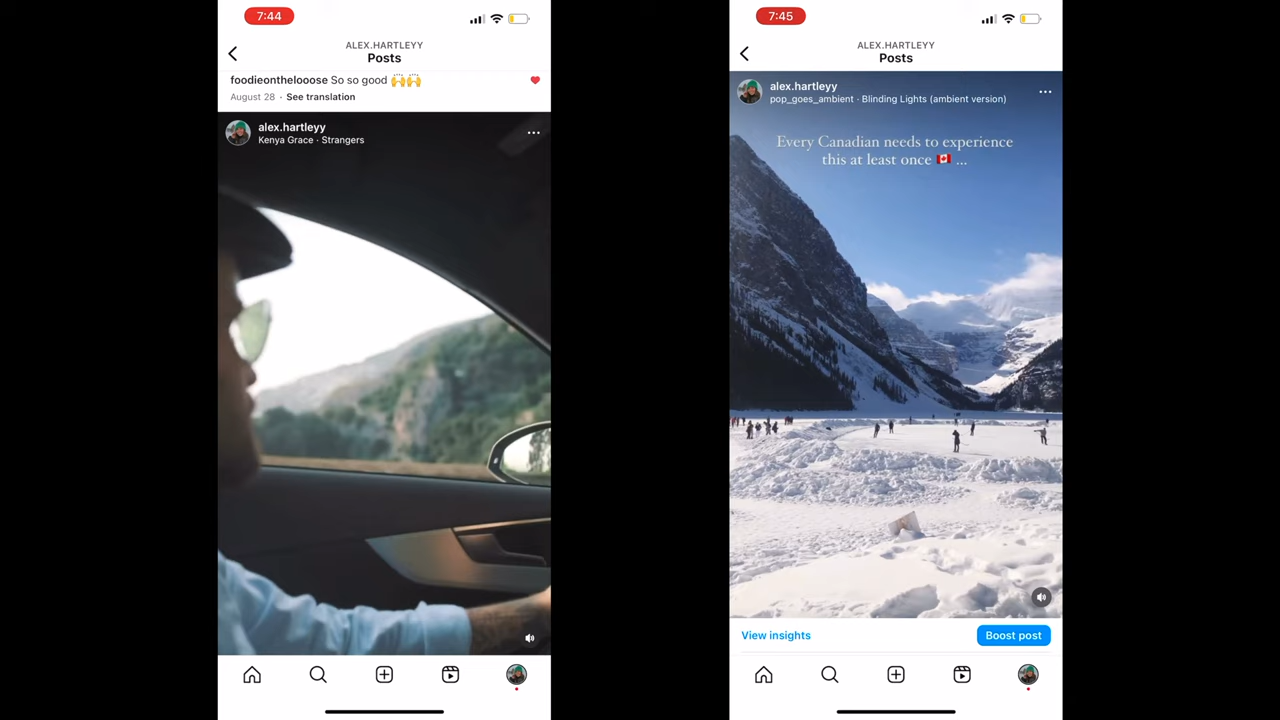 7:44
ALEX.HARTLEYY
Posts
foodieonthelooose So so good 🙌🙌
August 28 · See translation
alex.hartleyy
Kenya Grace · Strangers
7:45
ALEX.HARTLEYY
Posts
alex.hartleyy
pop_goes_ambient · Blinding Lights (ambient version)
Every Canadian needs to experience
this at least once 🇨🇦 ...
View insights
Boost post